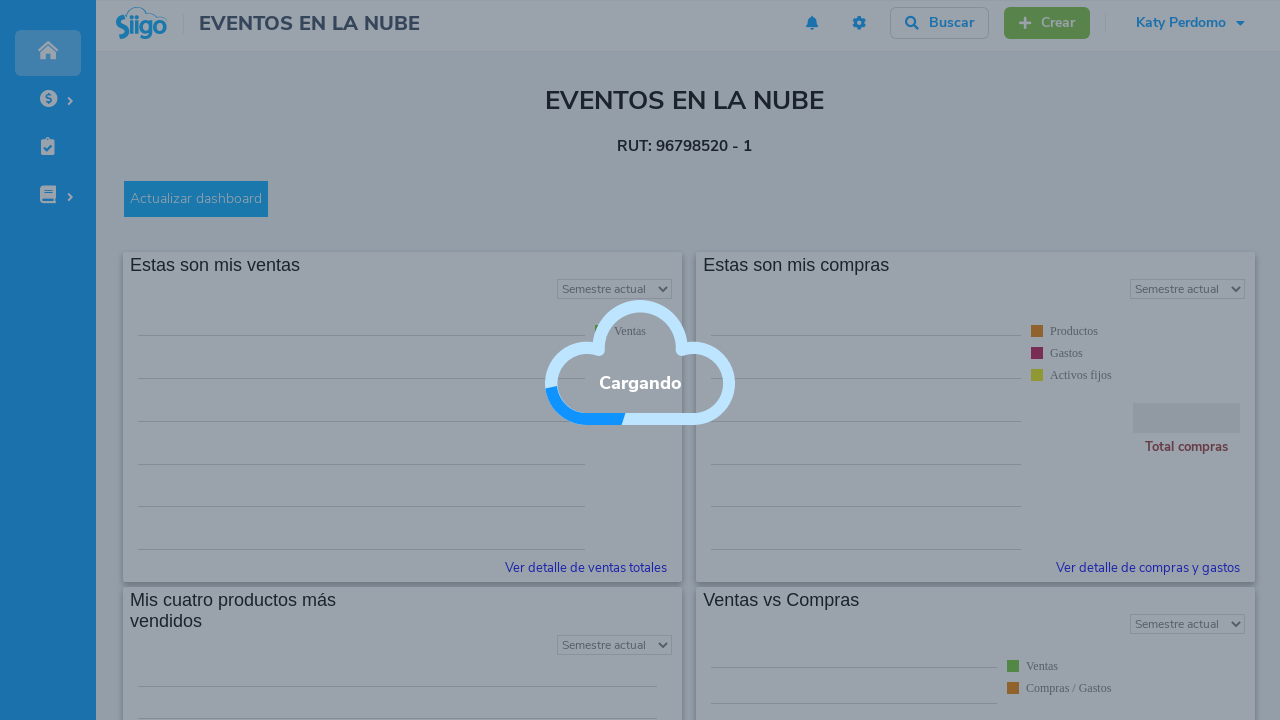 Siigo
EVENTOS EN LA NUBE
Buscar
Crear
Katy Perdomo
EVENTOS EN LA NUBE
RUT: 96798520 - 1
Actualizar dashboard
Estas son mis ventas
Semestre actual
Ventas
Ver detalle de ventas totales
Estas son mis compras
Semestre actual
Productos
Gastos
Activos fijos
Total compras
Ver detalle de compras y gastos
Cargando
Mis cuatro productos más
vendidos
Semestre actual
Ventas vs Compras
Semestre actual
Ventas
Compras / Gastos